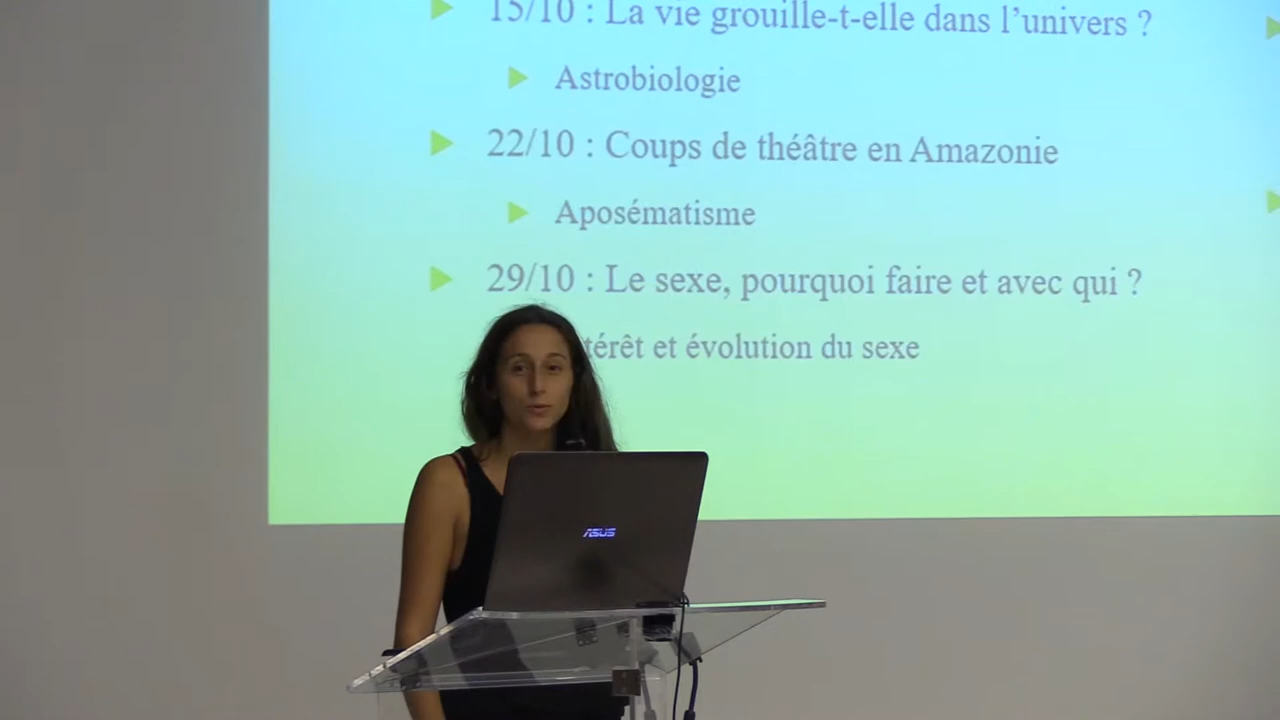 15/10 : La vie grouille-t-elle dans l’univers ?
Astrobiologie
22/10 : Coups de théâtre en Amazonie
Aposématisme
29/10 : Le sexe, pourquoi faire et avec qui ?
et évolution du sexe
ASUS